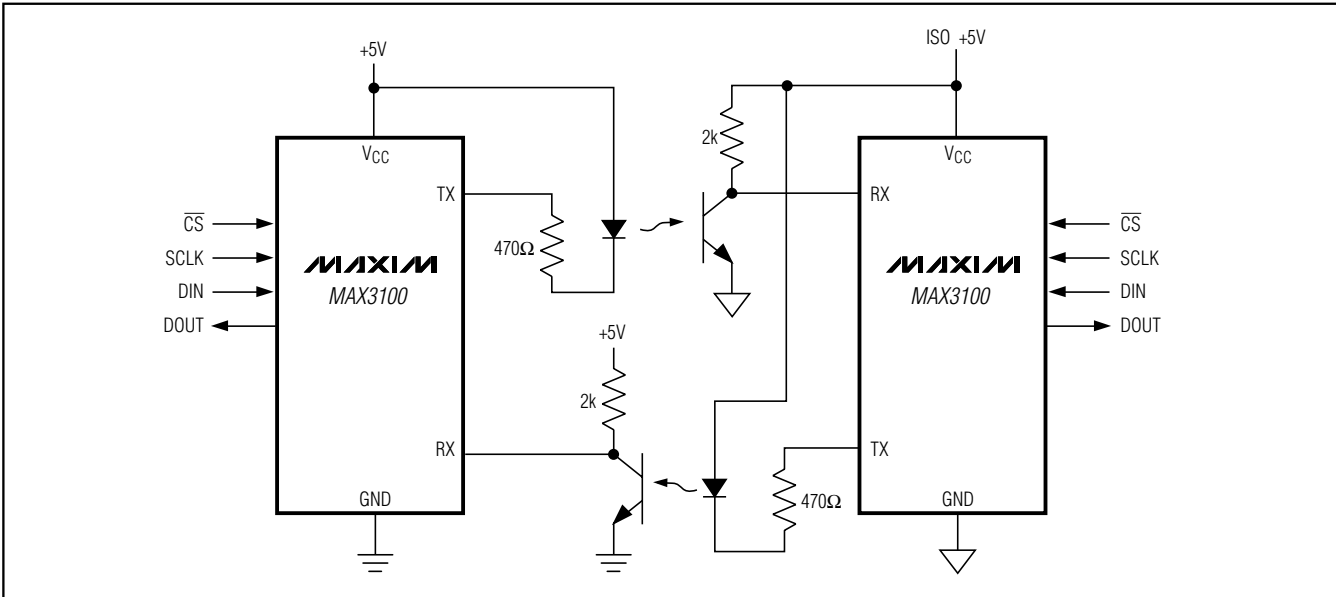 +5V
ISO +5V
2k
VCC
VCC
TX
RX
CS
SCLK
DIN
DOUT
470Ω
MAXIM
MAX3100
MAXIM
MAX3100
CS
SCLK
DIN
DOUT
+5V
2k
RX
TX
470Ω
GND
GND